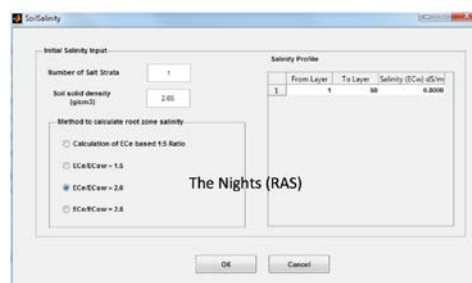 SoilSalinity
Initial Salinity Input
Number of Salt Strata
1
Soil solid density
(g/cm3)
2.65
Method to calculate root zone salinity
Calculation of ECe based 1:5 Ratio
ECe/ECsw = 1.5
ECe/ECsw = 2.0
ECe/ECsw = 2.5
Salinity Profile
From Layer To Layer Salinity (ECe) dS/m
1 1 50 6.8000
The Nights (RAS)
OK Cancel